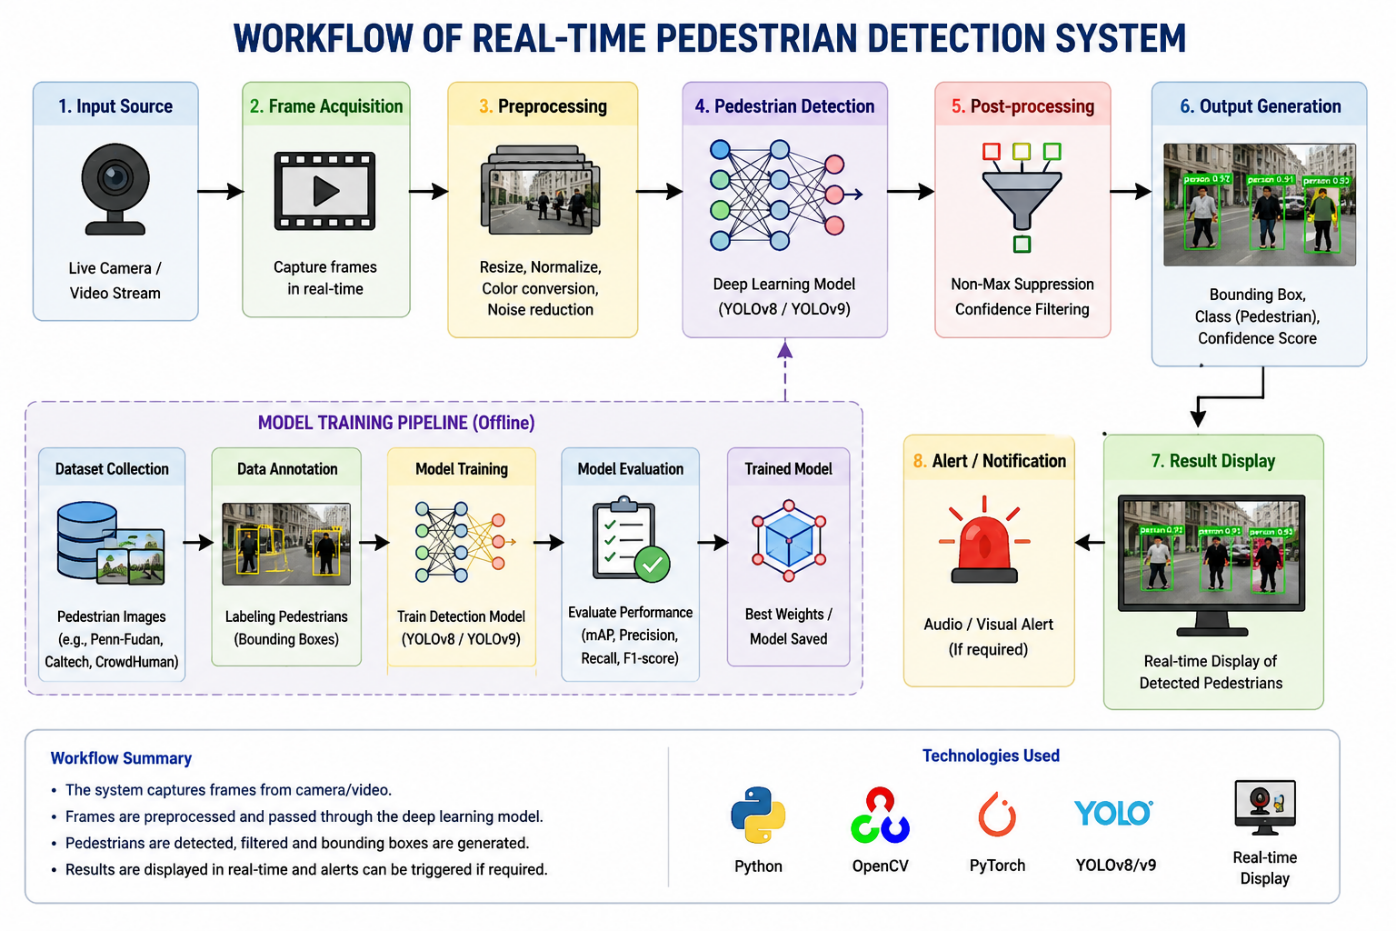 WORKFLOW OF REAL-TIME PEDESTRIAN DETECTION SYSTEM
1. Input Source
Live Camera /
Video Stream
2. Frame Acquisition
Capture frames
in real-time
3. Preprocessing
Resize, Normalize,
Color conversion,
Noise reduction
4. Pedestrian Detection
Deep Learning Model
(YOLOv8 / YOLOv9)
5. Post-processing
Non-Max Suppression
Confidence Filtering
6. Output Generation
person 0.91
Bounding Box,
Class (Pedestrian),
Confidence Score
MODEL TRAINING PIPELINE (Offline)
Dataset Collection
Pedestrian Images
(e.g., Penn-Fudan,
Caltech, CrowdHuman)
Data Annotation
Labeling Pedestrians
(Bounding Boxes)
Model Training
Train Detection Model
(YOLOv8 / YOLOv9)
Model Evaluation
Evaluate Performance
(mAP, Precision,
Recall, F1-score)
Trained Model
Best Weights /
Model Saved
8. Alert / Notification
Audio / Visual Alert
(If required)
7. Result Display
Real-time Display of
Detected Pedestrians
Workflow Summary
• The system captures frames from camera/video.
• Frames are preprocessed and passed through the deep learning model.
• Pedestrians are detected, filtered and bounding boxes are generated.
• Results are displayed in real-time and alerts can be triggered if required.
Technologies Used
Python
OpenCV
PyTorch
YOLO
YOLOv8/v9
Real-time
Display